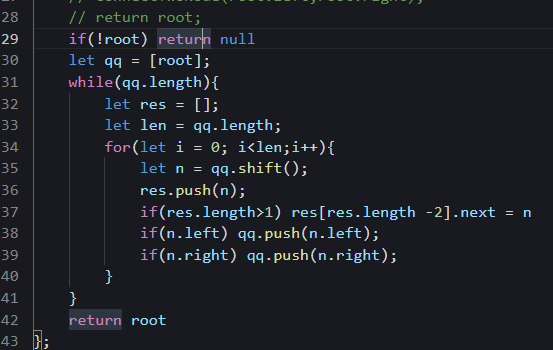 28 // return root;
29 if(!root) return null
30 let qq = [root];
31 while(qq.length){
32 let res = [];
33 let len = qq.length;
34 for(let i = 0; i<len;i++){
35 let n = qq.shift();
36 res.push(n);
37 if(res.length>1) res[res.length -2].next = n
38 if(n.left) qq.push(n.left);
39 if(n.right) qq.push(n.right);
40 }
41 }
42 return root
43 };